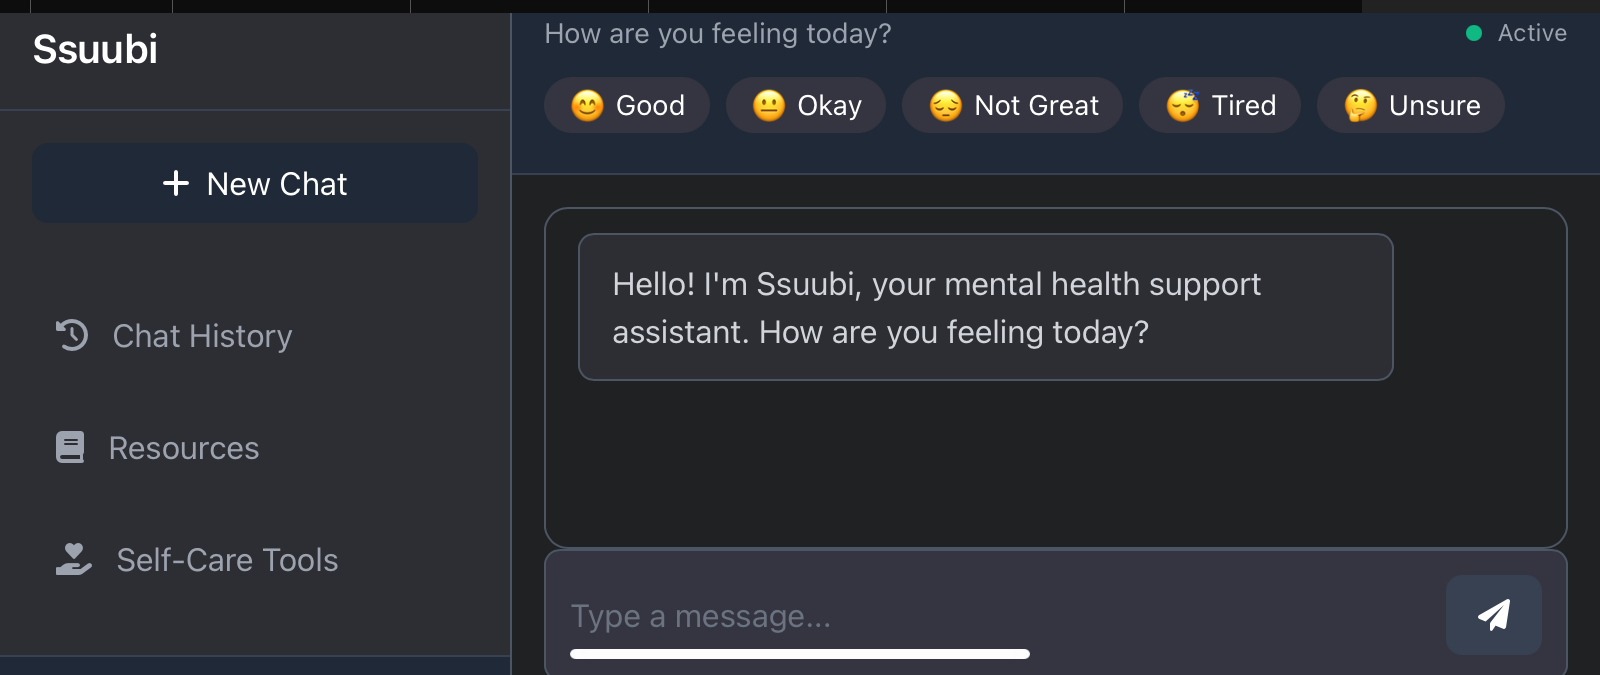 Ssuubi
New Chat
Chat History
Resources
Self-Care Tools
How are you feeling today?
Active
😊 Good
😐 Okay
😔 Not Great
😴 Tired
🤔 Unsure
Hello! I'm Ssuubi, your mental health support
assistant. How are you feeling today?
Type a message...